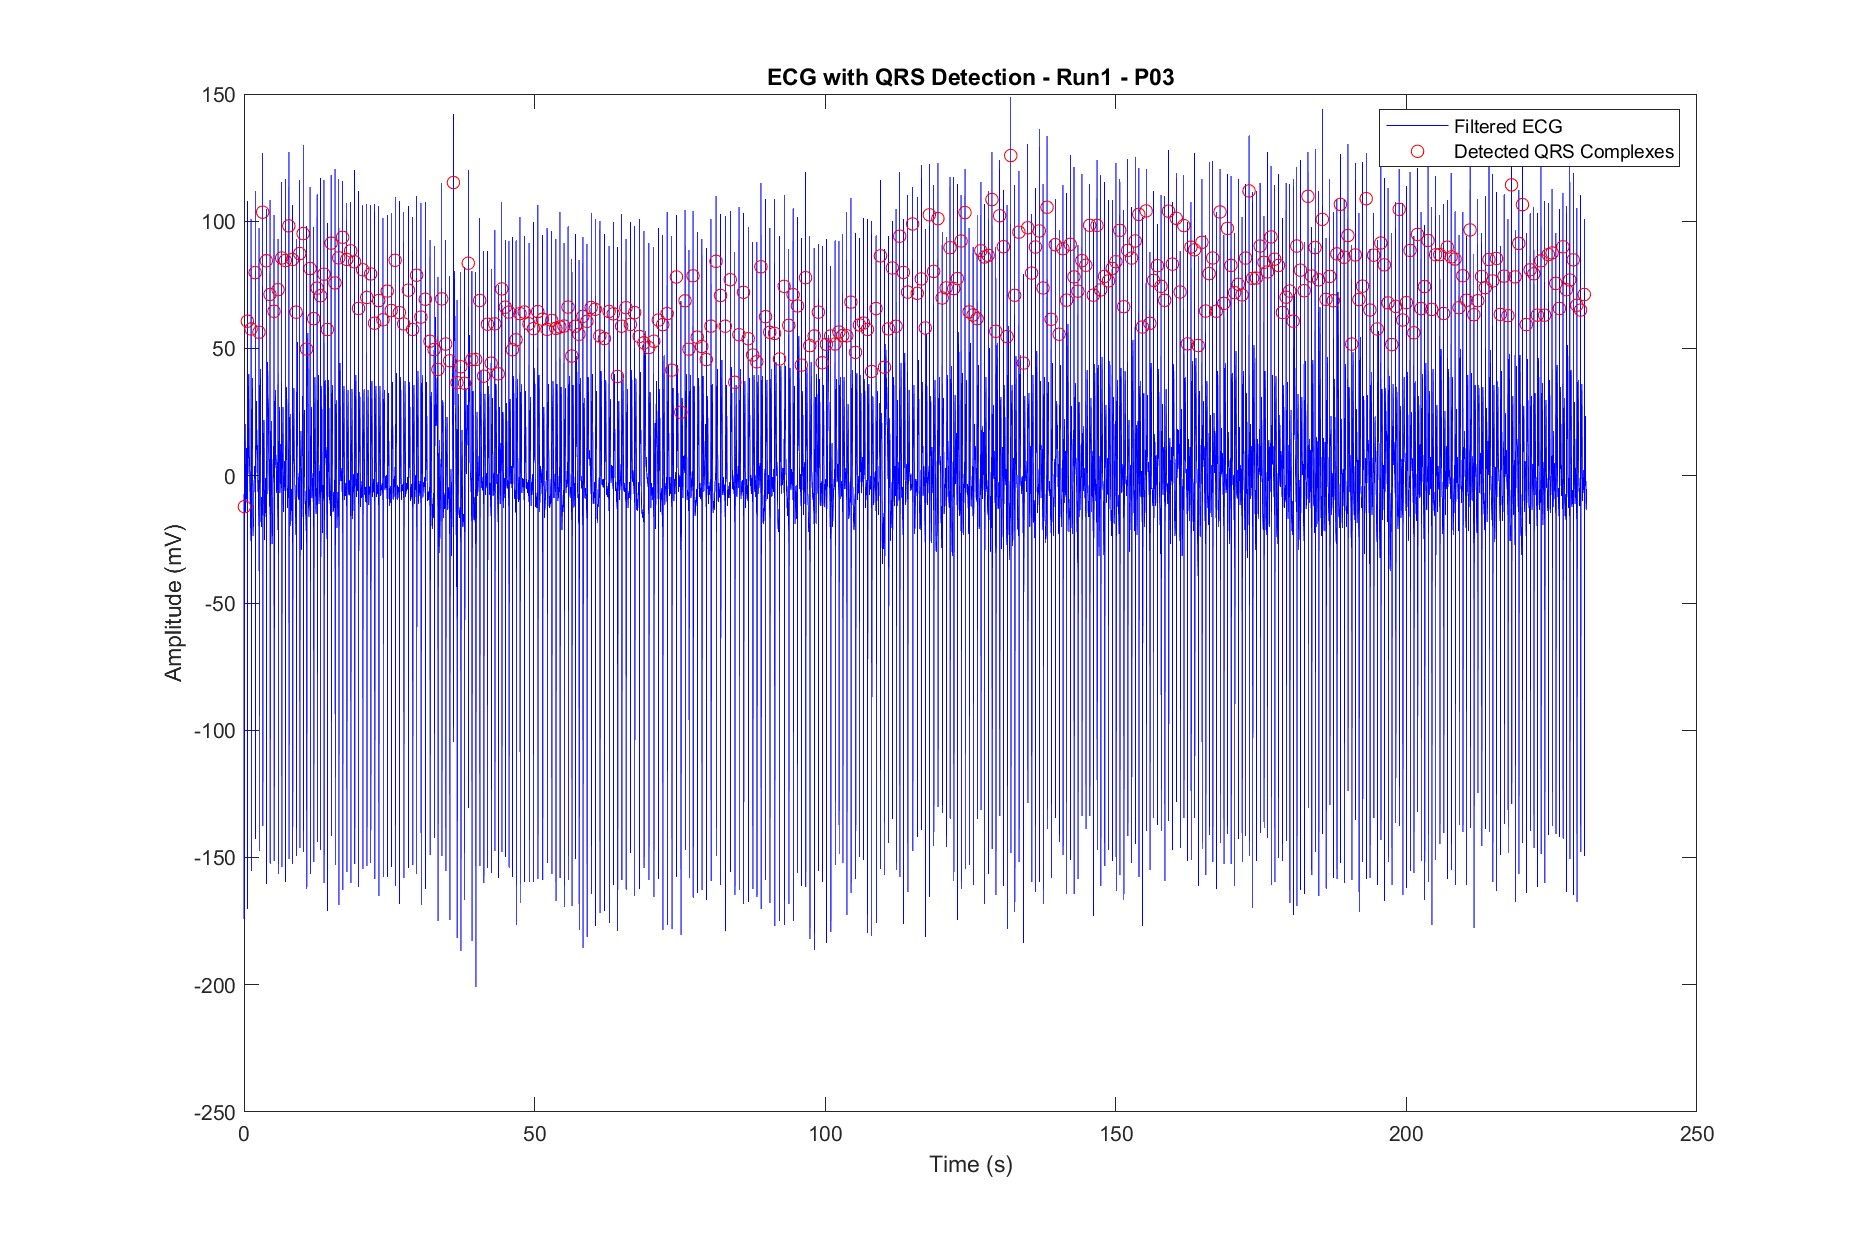 ECG with QRS Detection - Run1 - P03
Filtered ECG
Detected QRS Complexes
150
100
50
0
-50
-100
-150
-200
-250
Amplitude (mV)
0 50 100 150 200 250
Time (s)